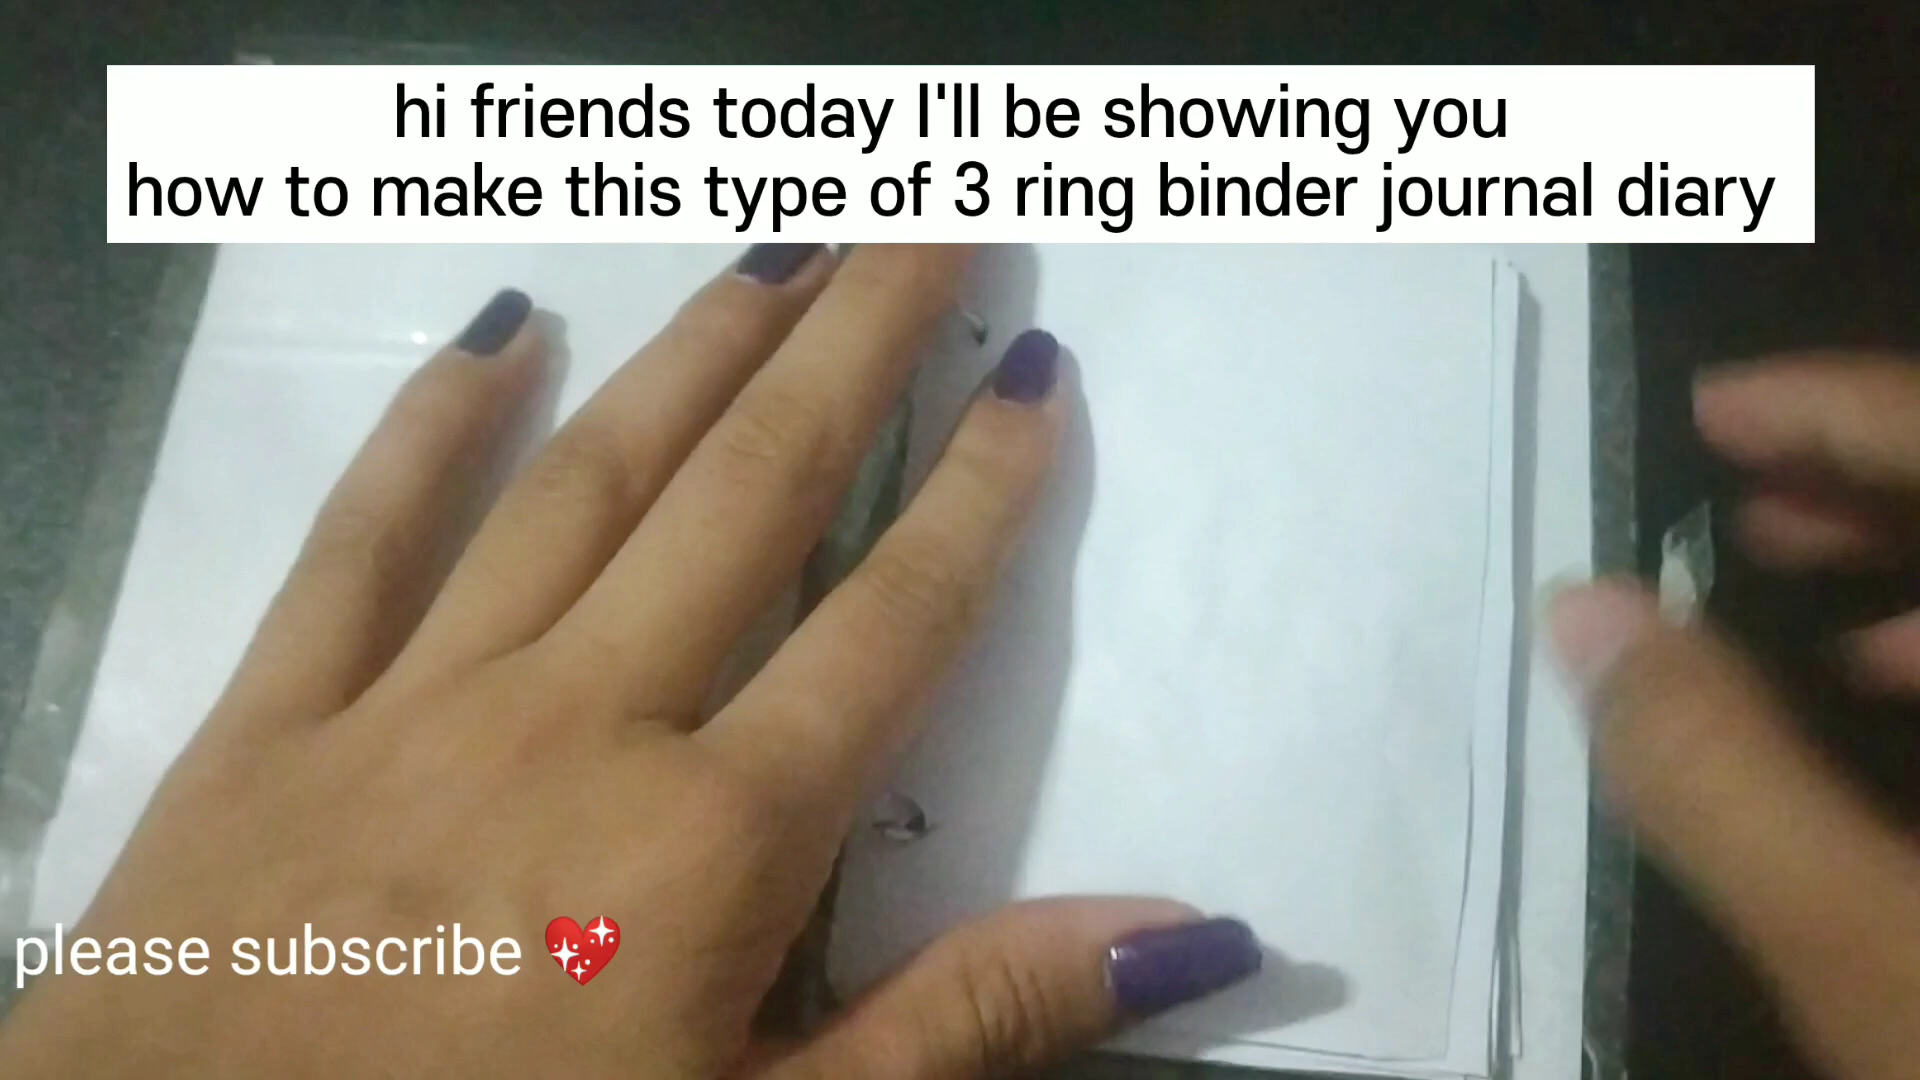 hi friends today I'll be showing you
how to make this type of 3 ring binder journal diary
please subscribe 💖